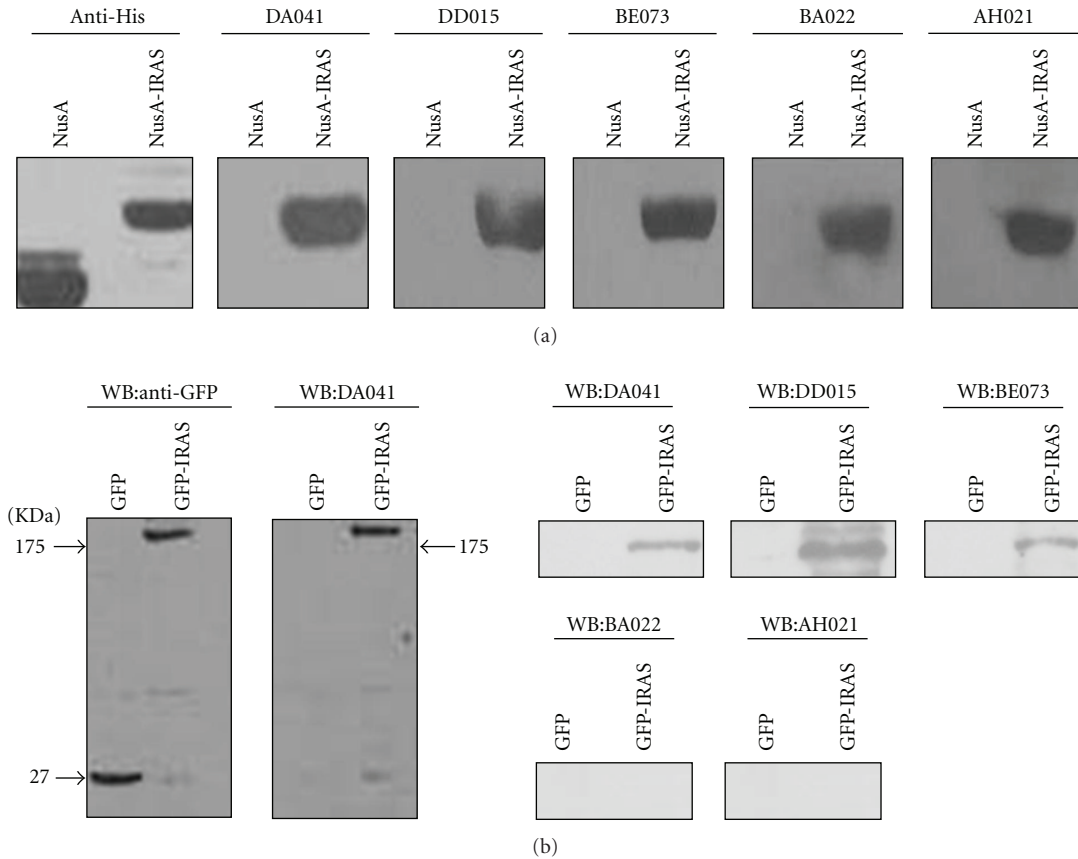 Anti-His DA041 DD015 BE073 BA022 AH021
NusA NusA-IRAS NusA NusA-IRAS NusA NusA-IRAS NusA NusA-IRAS NusA NusA-IRAS NusA NusA-IRAS
(a)
WB:anti-GFP WB:DA041
GFP GFP-IRAS GFP GFP-IRAS
(KDa)
175 175
27
WB:DA041 WB:DD015 WB:BE073
GFP GFP-IRAS GFP GFP-IRAS GFP GFP-IRAS
WB:BA022 WB:AH021
GFP GFP-IRAS GFP GFP-IRAS
(b)